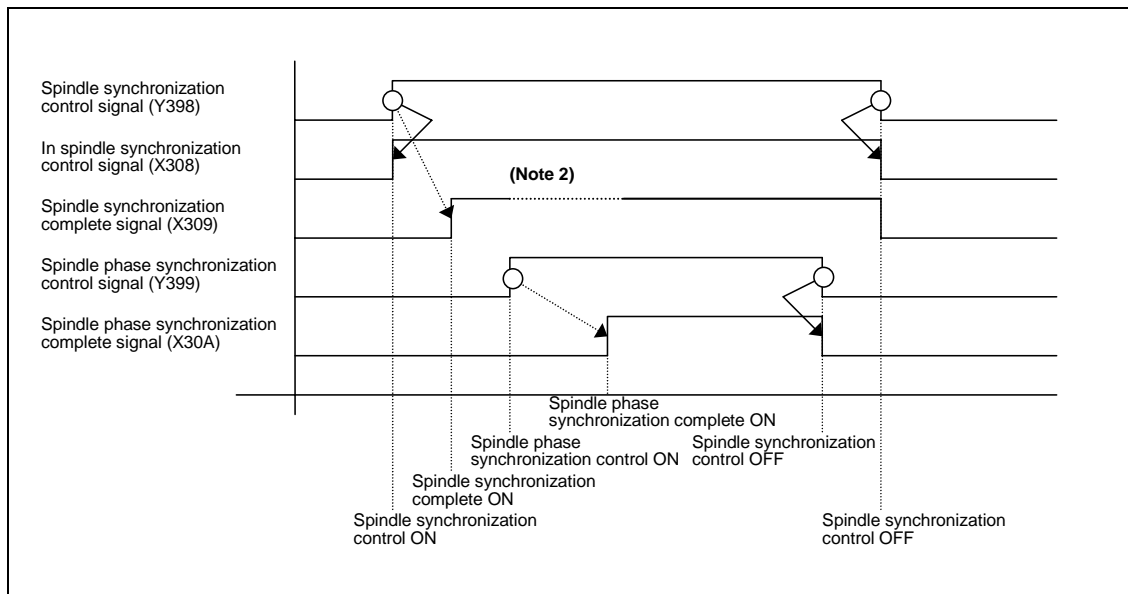 Spindle synchronization
control signal (Y398)
In spindle synchronization
control signal (X308)
(Note 2)
Spindle synchronization
complete signal (X309)
Spindle phase synchronization
control signal (Y399)
Spindle phase synchronization
complete signal (X30A)
Spindle phase
synchronization complete ON
Spindle phase
synchronization control ON
Spindle synchronization
control OFF
Spindle synchronization
complete ON
Spindle synchronization
control ON
Spindle synchronization
control OFF